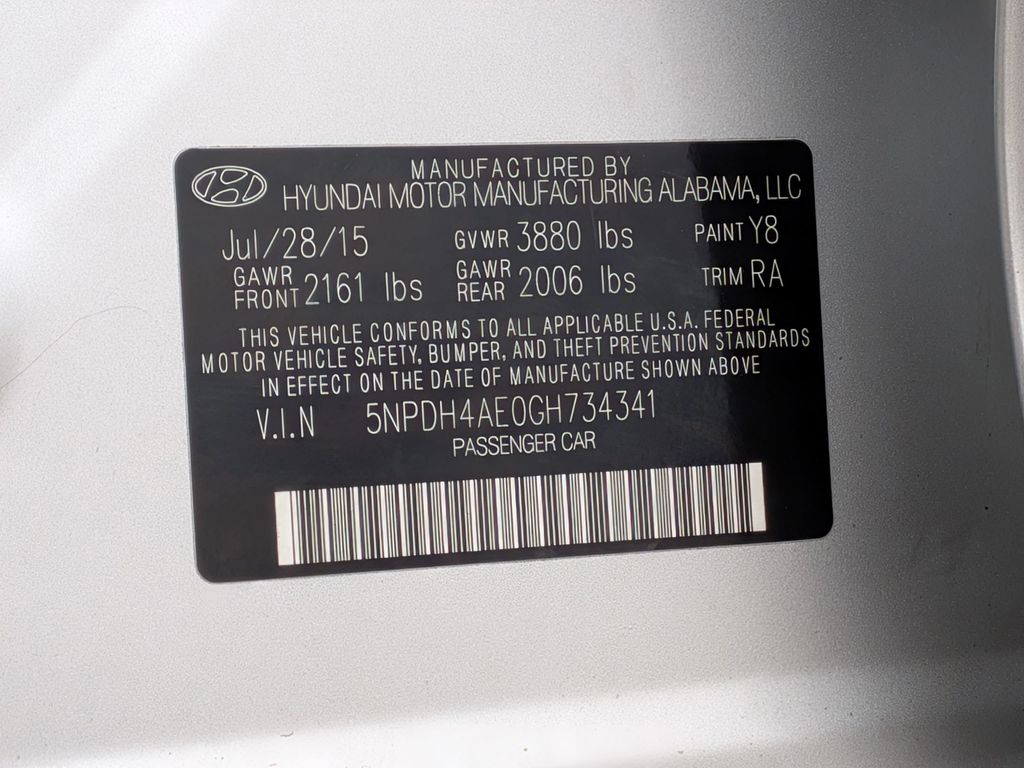 MANUFACTURED BY
HYUNDAI MOTOR MANUFACTURING ALABAMA, LLC
Jul/28/15 GVWR 3880 lbs PAINT Y8
GAWR FRONT 2161 lbs GAWR REAR 2006 lbs TRIM RA
THIS VEHICLE CONFORMS TO ALL APPLICABLE U.S.A. FEDERAL
MOTOR VEHICLE SAFETY, BUMPER, AND THEFT PREVENTION STANDARDS
IN EFFECT ON THE DATE OF MANUFACTURE SHOWN ABOVE
V.I.N 5NPDH4AE0GH734341
PASSENGER CAR